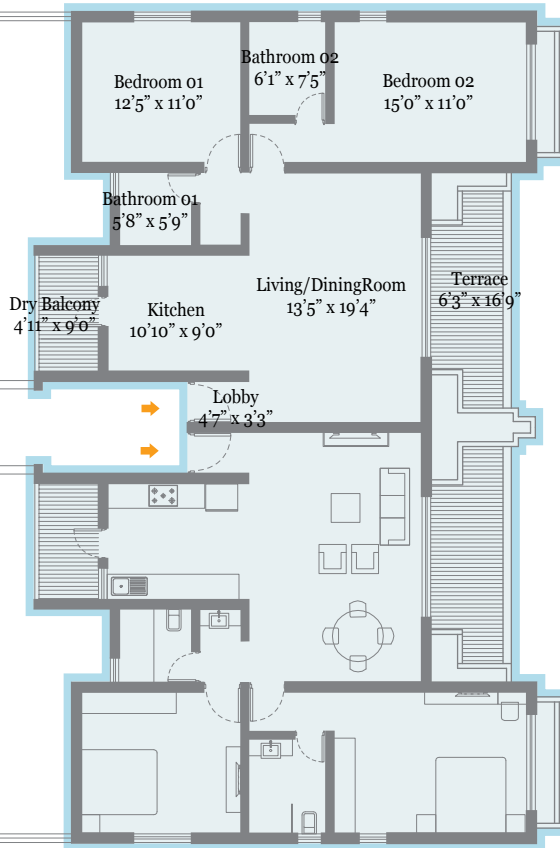 Bathroom 02
6’1” x 7’5”
Bedroom 01
12’5” x 11’0”
Bedroom 02
15’0” x 11’0”
Bathroom 01
5’8” x 5’9”
Living/DiningRoom
13’5” x 19’4”
Terrace
6’3” x 16’9”
Dry Balcony
4’11” x 9’0”
Kitchen
10’10” x 9’0”
Lobby
4’7” x 3’3”